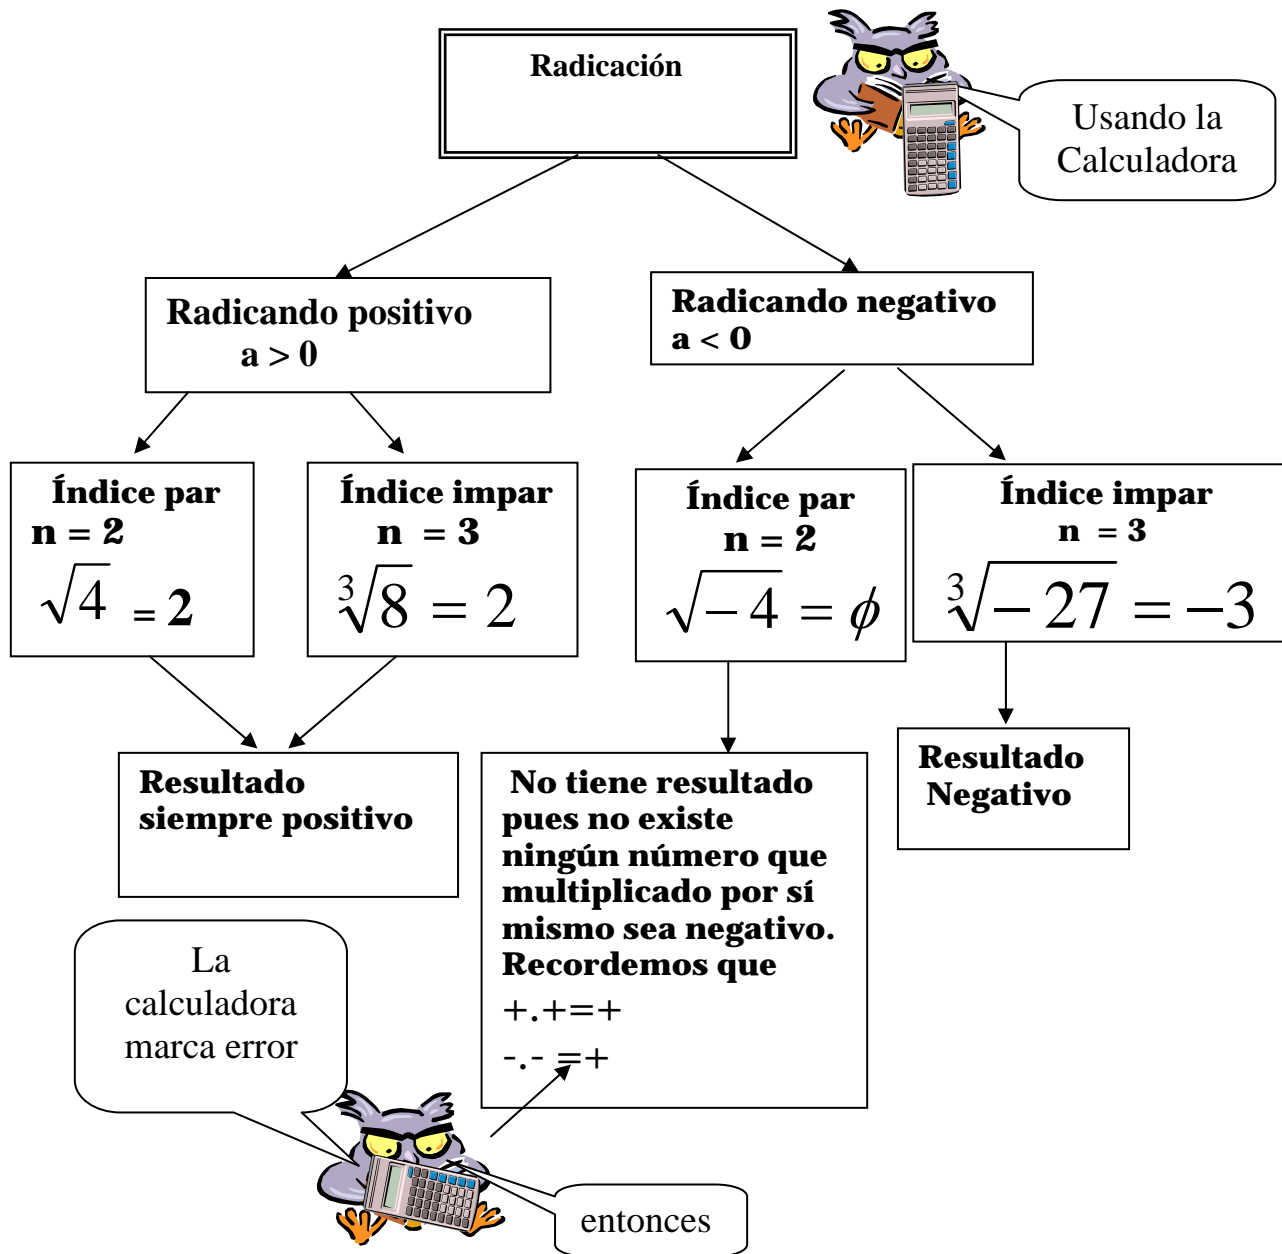 Radicación
Usando la
Calculadora
Radicando positivo
a > 0
Radicando negativo
a < 0
Índice par
n = 2
√4 = 2
Índice impar
n = 3
∛8 = 2
Índice par
n = 2
√-4 = ϕ
Índice impar
n = 3
∛-27 = -3
Resultado
siempre positivo
No tiene resultado
pues no existe
ningún número que
multiplicado por sí
mismo sea negativo.
Recordemos que
+.+=+
-.- =+
Resultado
Negativo
La
calculadora
marca error
entonces